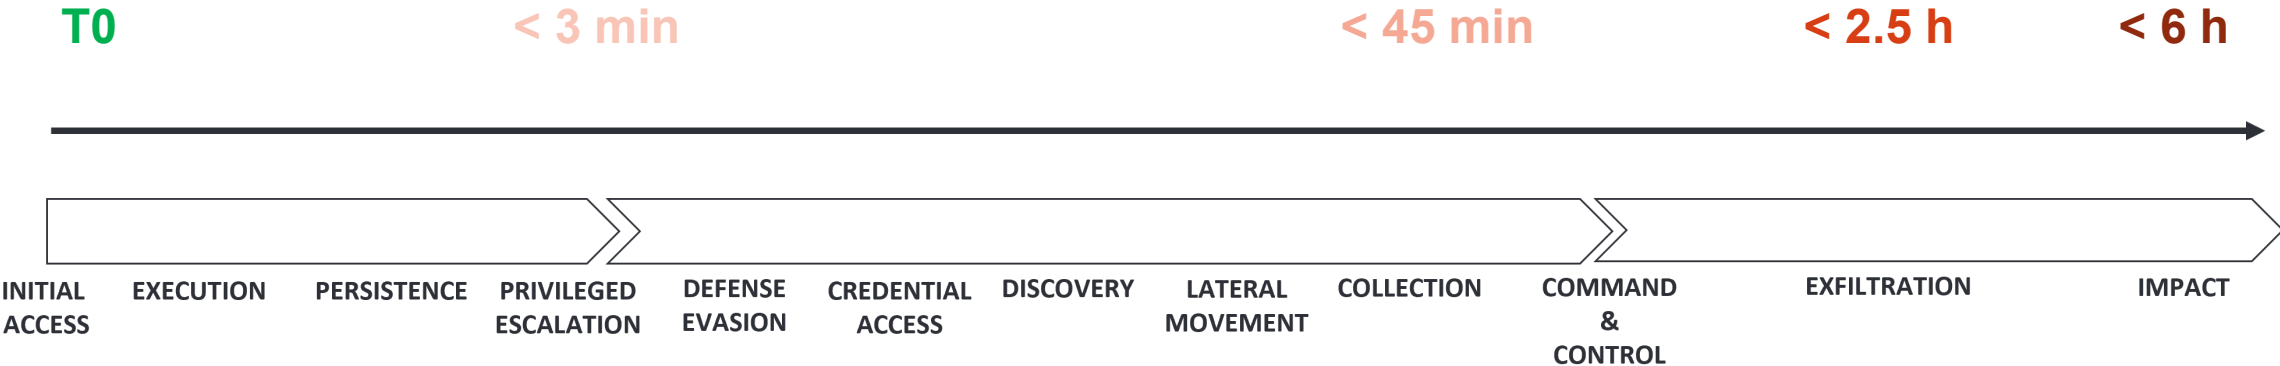 T0
< 3 min
< 45 min
< 2.5 h
< 6 h
INITIAL
ACCESS
EXECUTION
PERSISTENCE
PRIVILEGED
ESCALATION
DEFENSE
EVASION
CREDENTIAL
ACCESS
DISCOVERY
LATERAL
MOVEMENT
COLLECTION
COMMAND
&
CONTROL
EXFILTRATION
IMPACT